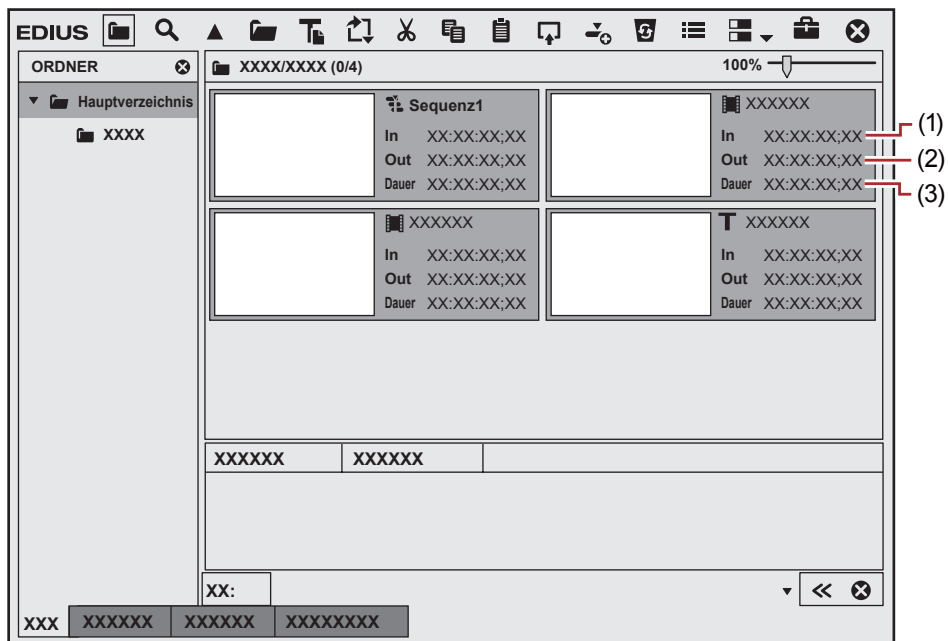 EDIUS
ORDNER
XXXX/XXXX (0/4)
100%
Hauptverzeichnis
XXXX
Sequenz1
In XX:XX:XX;XX
Out XX:XX:XX;XX
Dauer XX:XX:XX;XX
XXXXXX
In XX:XX:XX;XX
Out XX:XX:XX;XX
Dauer XX:XX:XX;XX
(1)
(2)
(3)
XXXXXX
In XX:XX:XX;XX
Out XX:XX:XX;XX
Dauer XX:XX:XX;XX
T XXXXXX
In XX:XX:XX;XX
Out XX:XX:XX;XX
Dauer XX:XX:XX;XX
XXXXXX XXXXXX
XX:
XXX XXXXXX XXXXXX XXXXXXXX